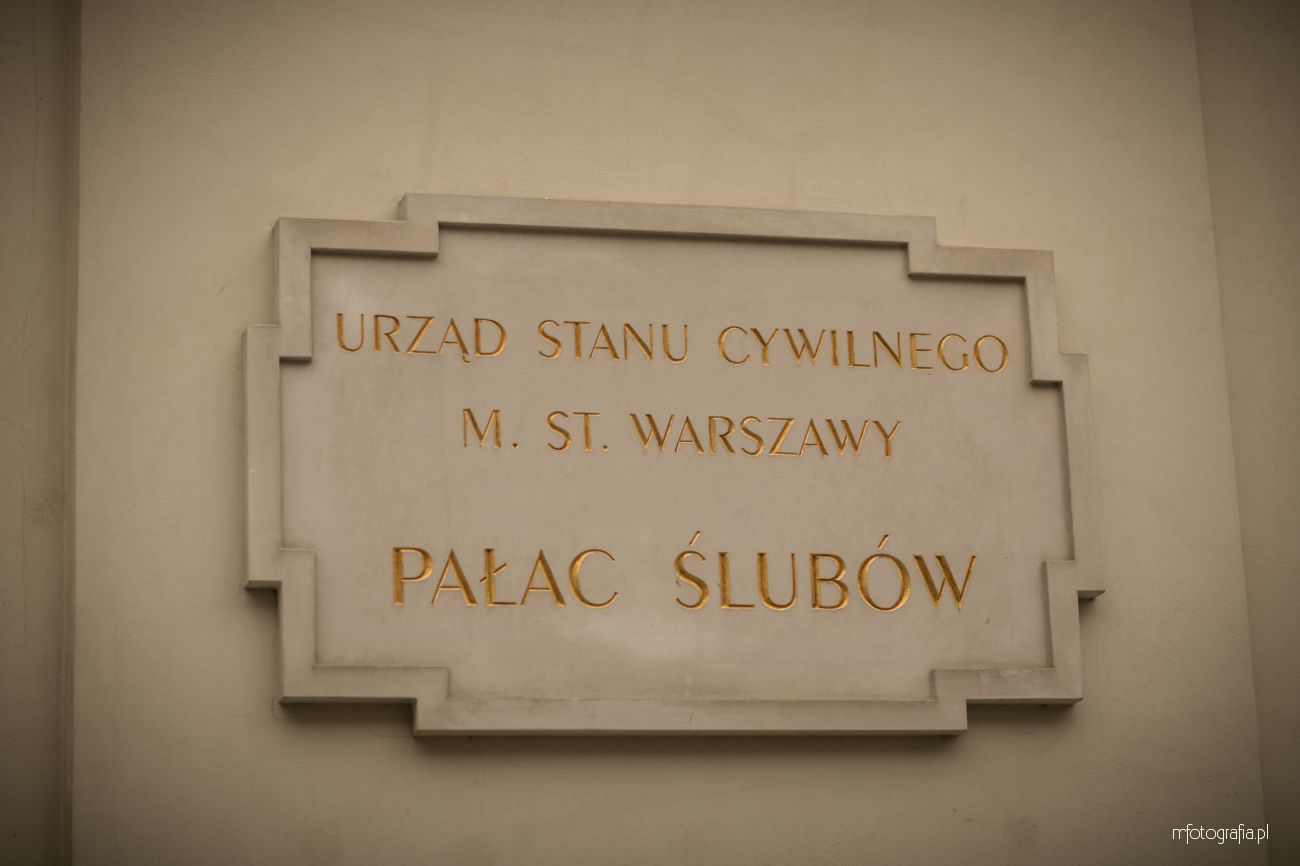 URZĄD STANU CYWILNEGO
M. ST. WARSZAWY
PAŁAC ŚLUBÓW
mfotografia.pl